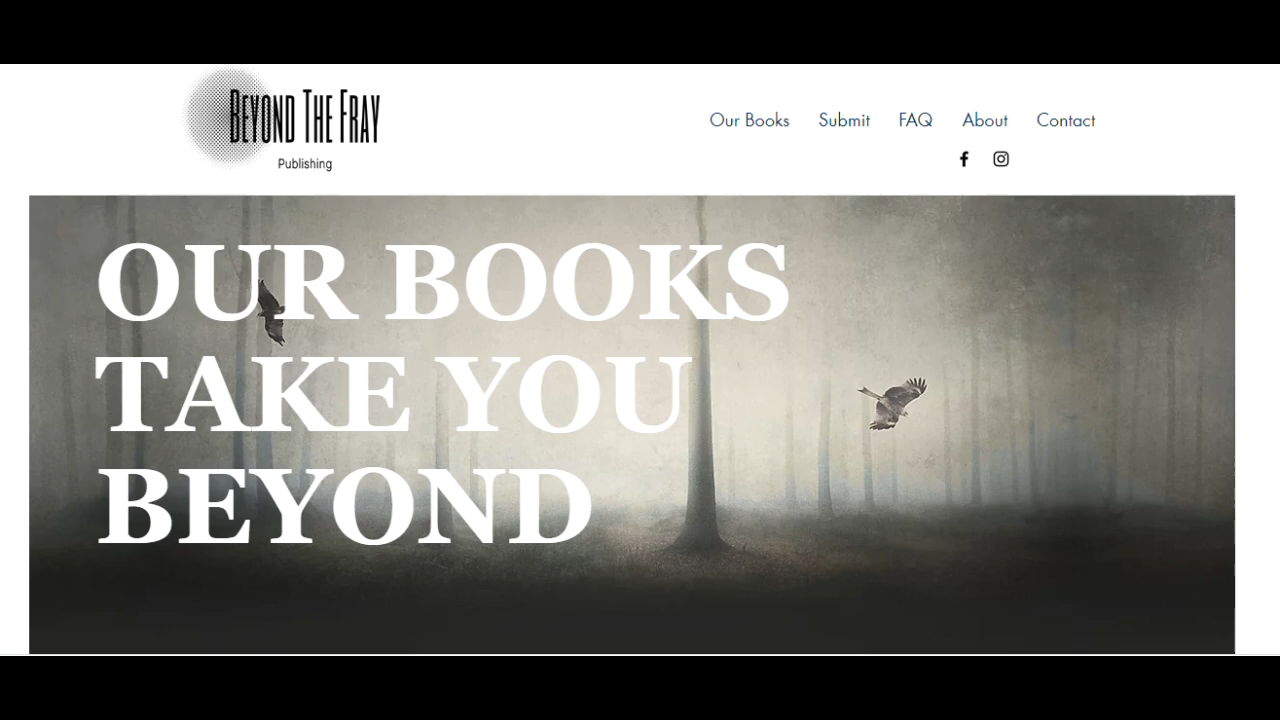 BEYOND THE FRAY
Publishing
Our Books Submit FAQ About Contact
OUR BOOKS
TAKE YOU
BEYOND